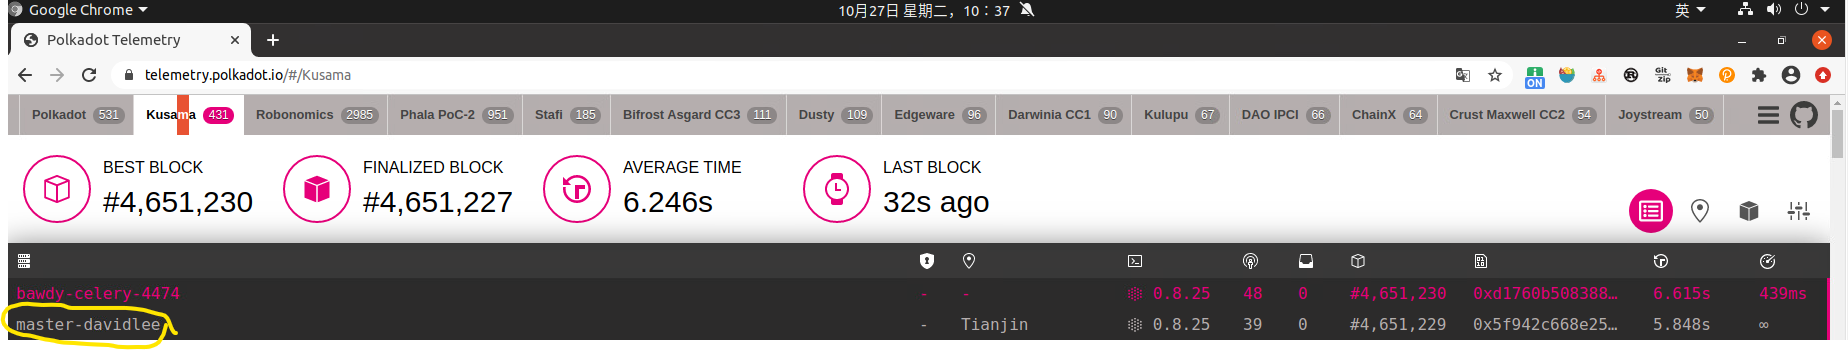 Google Chrome 10月27日 星期二，10：37 英
Polkadot Telemetry
telemetry.polkadot.io/#/Kusama ON Git Zip
Polkadot 531 Kusama 431 Robonomics 2985 Phala PoC-2 951 Stafi 185 Bifrost Asgard CC3 111 Dusty 109 Edgeware 96 Darwinia CC1 90 Kulupu 67 DAO IPCI 66 ChainX 64 Crust Maxwell CC2 54 Joystream 50
BEST BLOCK FINALIZED BLOCK AVERAGE TIME LAST BLOCK
#4,651,230 #4,651,227 6.246s 32s ago
bawdy-celery-4474 - - 0.8.25 48 0 #4,651,230 0xd1760b508388… 6.615s 439ms
master-davidlee - Tianjin 0.8.25 39 0 #4,651,229 0x5f942c668e25… 5.848s ∞